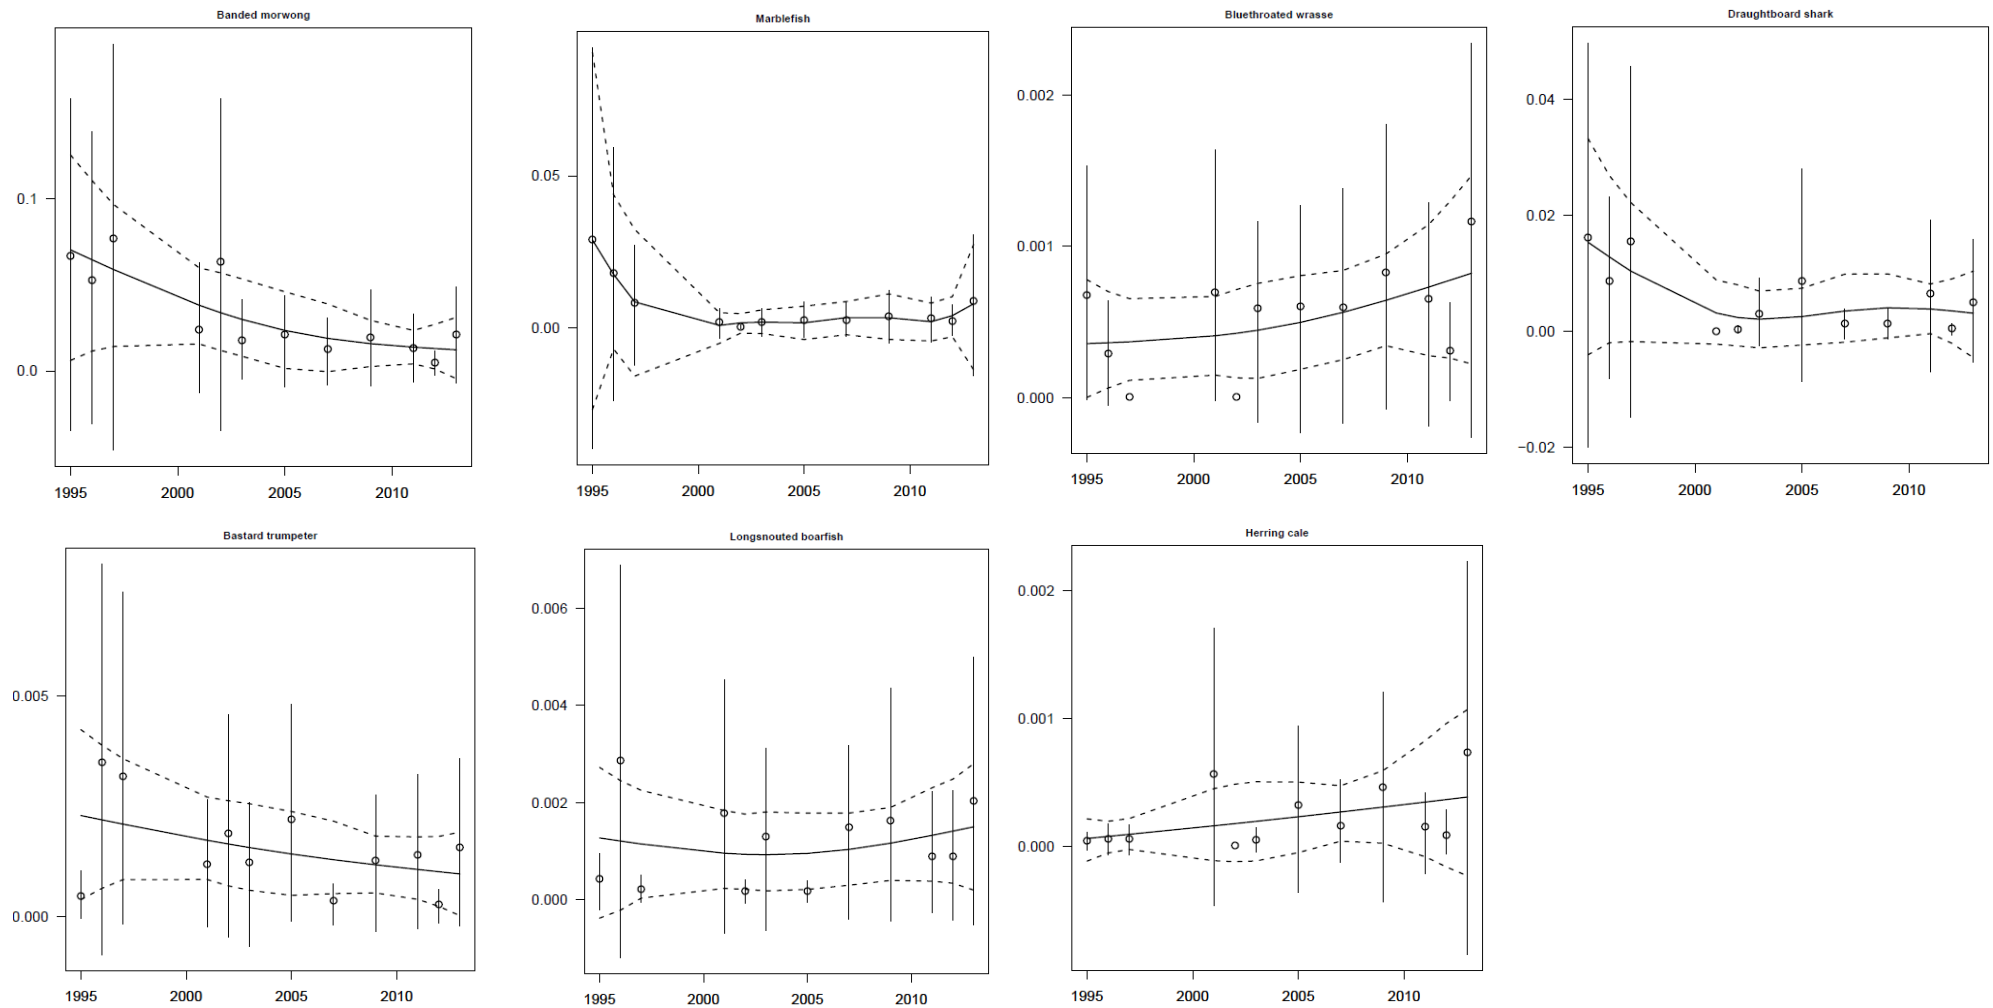 Banded morwong
0.1
0.0
1995 2000 2005 2010
Marblefish
0.05
0.00
1995 2000 2005 2010
Bluethroated wrasse
0.002
0.001
0.000
1995 2000 2005 2010
Draughtboard shark
0.04
0.02
0.00
−0.02
1995 2000 2005 2010
Bastard trumpeter
0.005
0.000
1995 2000 2005 2010
Longsnouted boarfish
0.006
0.004
0.002
0.000
1995 2000 2005 2010
Herring cale
0.002
0.001
0.000
1995 2000 2005 2010